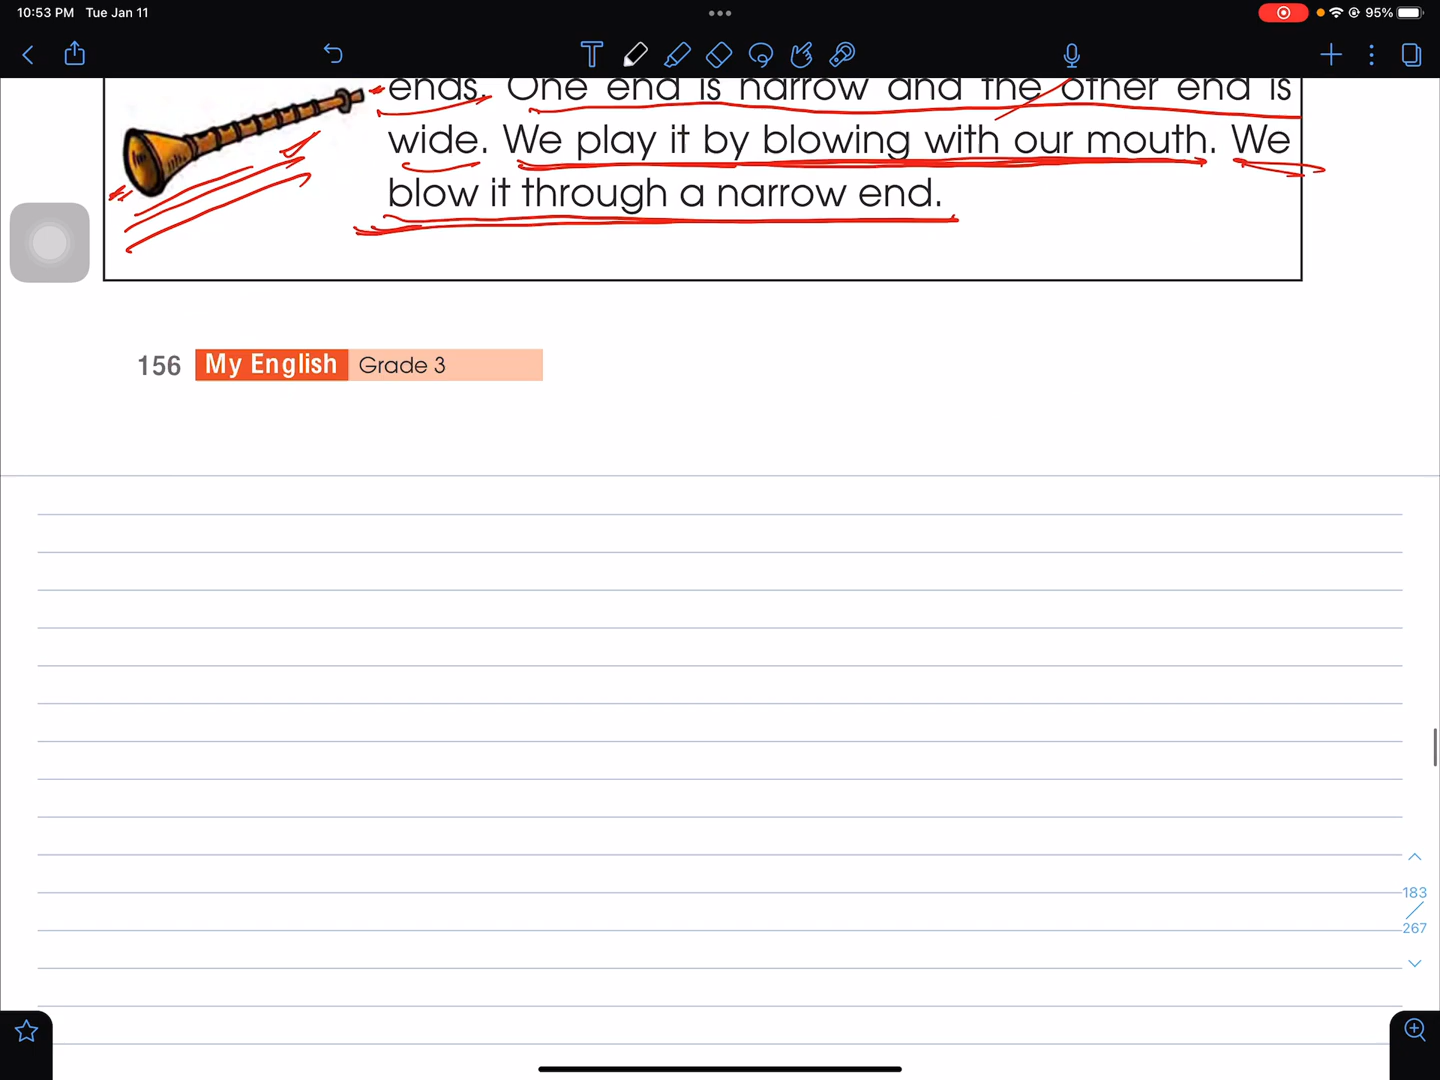 10:53 PM Tue Jan 11
95%
ends. One end is narrow and the other end is
wide. We play it by blowing with our mouth. We
blow it through a narrow end.
156 My English Grade 3
183
267